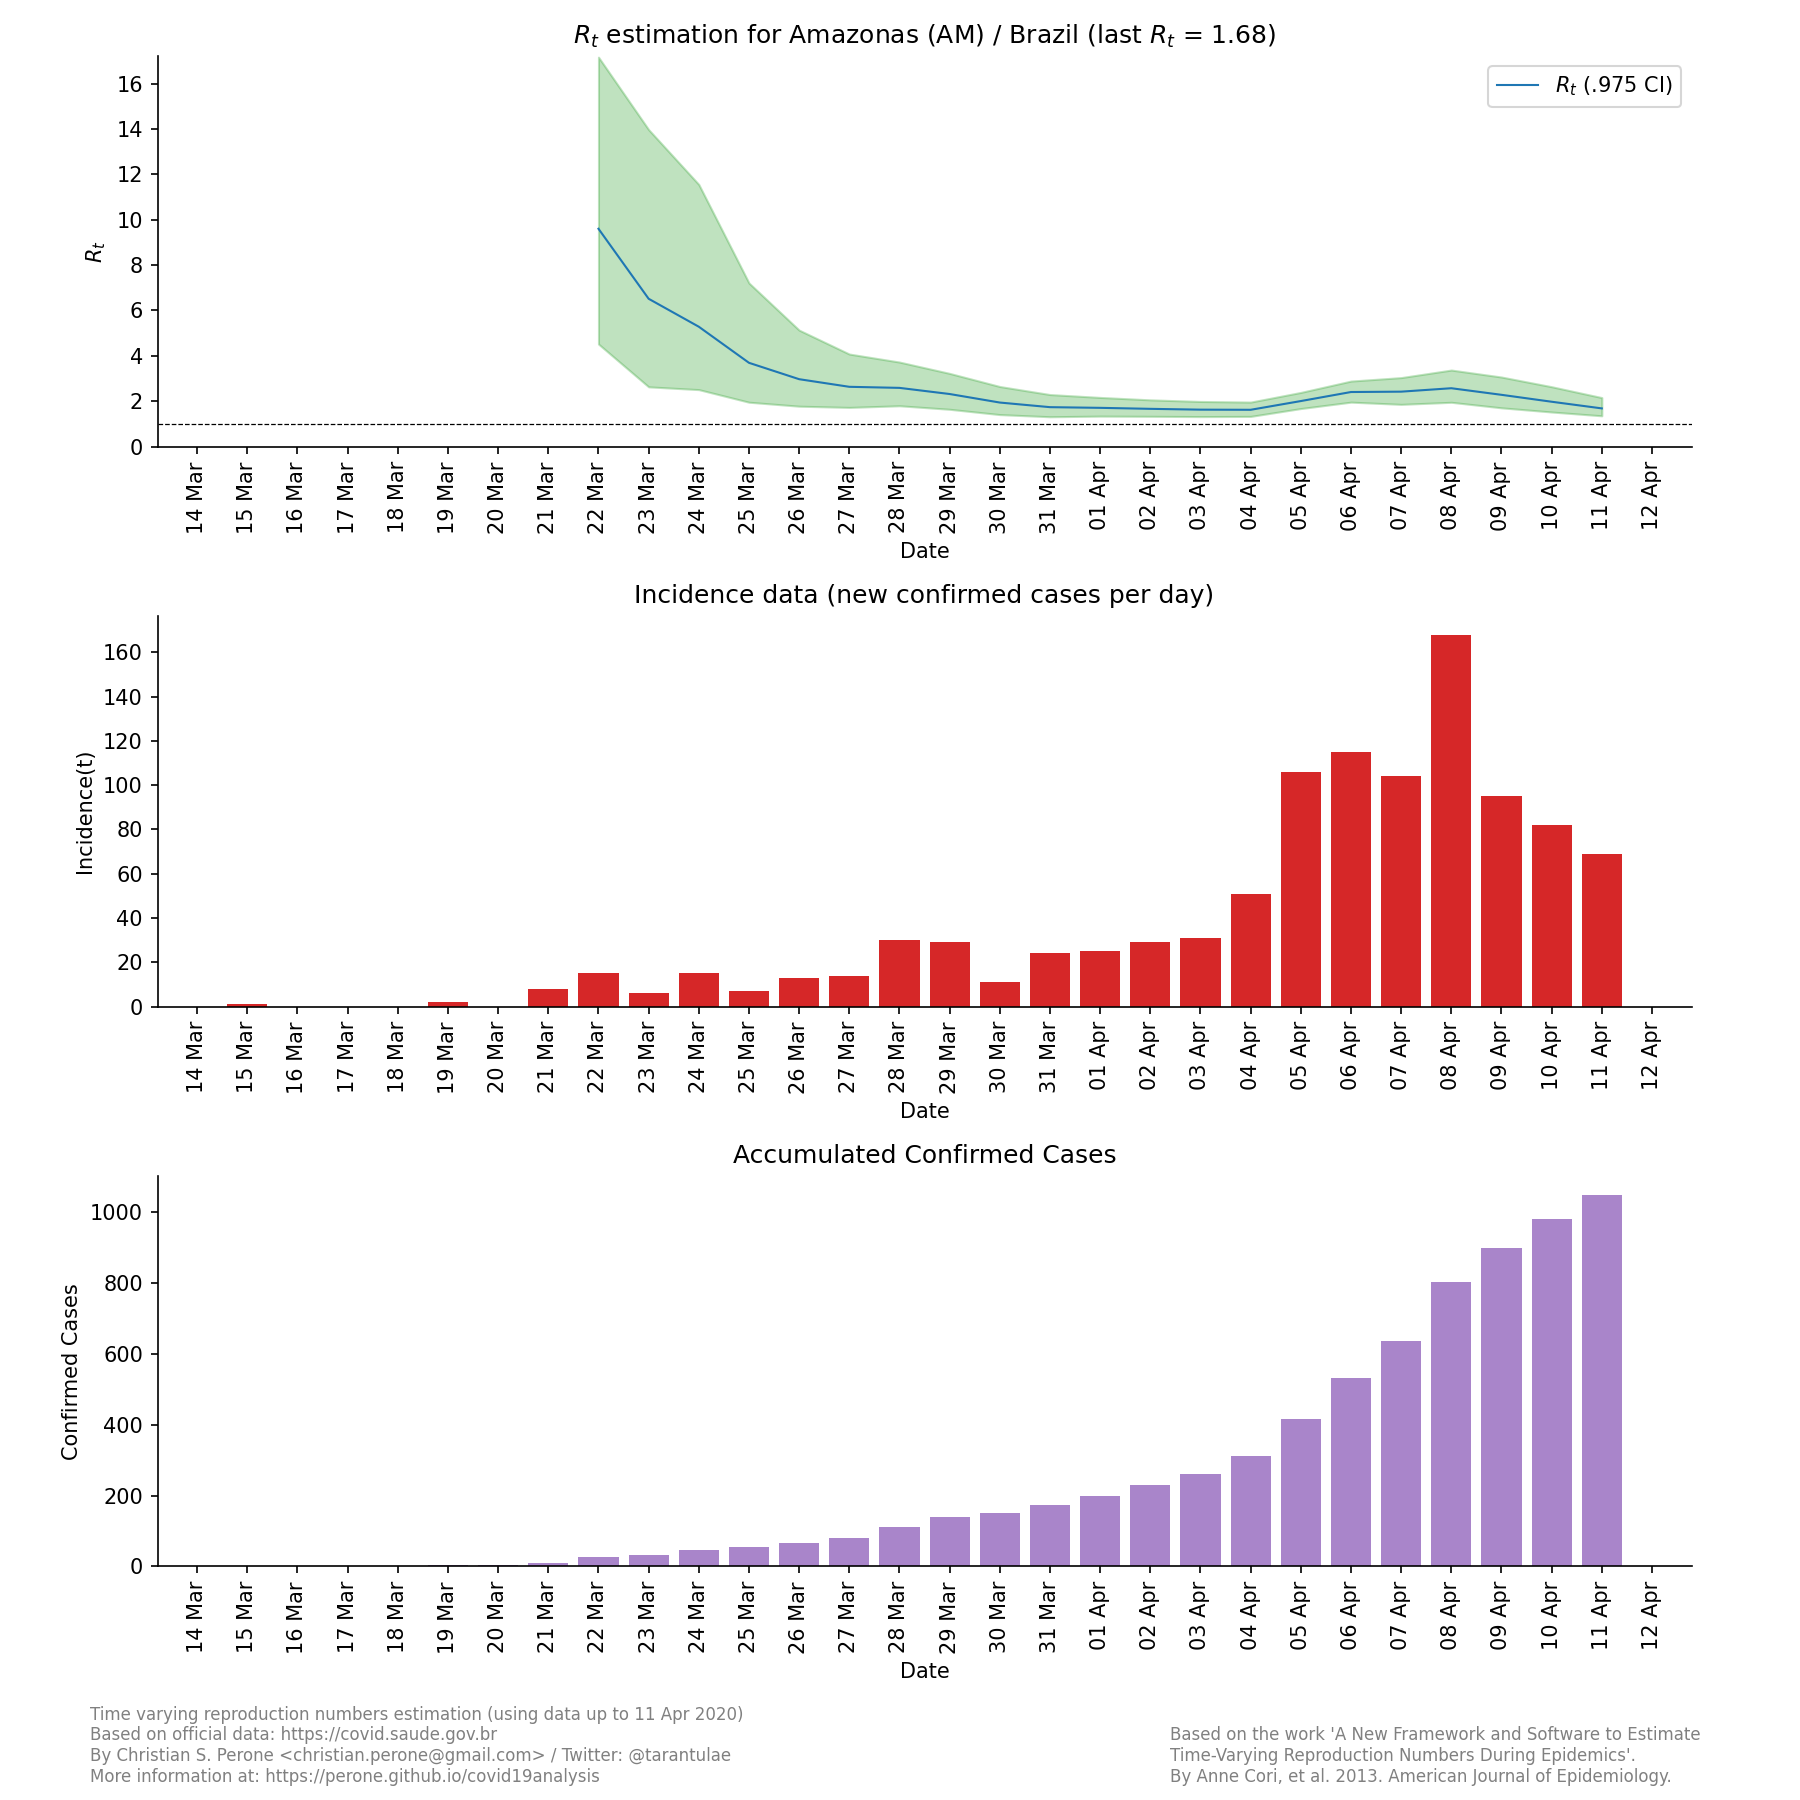 R_t estimation for Amazonas (AM) / Brazil (last R_t = 1.68)
R_t (.975 CI)
R_t
16
14
12
10
8
6
4
2
0
14 Mar
15 Mar
16 Mar
17 Mar
18 Mar
19 Mar
20 Mar
21 Mar
22 Mar
23 Mar
24 Mar
25 Mar
26 Mar
27 Mar
28 Mar
29 Mar
30 Mar
31 Mar
01 Apr
02 Apr
03 Apr
04 Apr
05 Apr
06 Apr
07 Apr
08 Apr
09 Apr
10 Apr
11 Apr
12 Apr
Date
Incidence data (new confirmed cases per day)
Incidence(t)
160
140
120
100
80
60
40
20
0
14 Mar
15 Mar
16 Mar
17 Mar
18 Mar
19 Mar
20 Mar
21 Mar
22 Mar
23 Mar
24 Mar
25 Mar
26 Mar
27 Mar
28 Mar
29 Mar
30 Mar
31 Mar
01 Apr
02 Apr
03 Apr
04 Apr
05 Apr
06 Apr
07 Apr
08 Apr
09 Apr
10 Apr
11 Apr
12 Apr
Date
Accumulated Confirmed Cases
Confirmed Cases
1000
800
600
400
200
0
14 Mar
15 Mar
16 Mar
17 Mar
18 Mar
19 Mar
20 Mar
21 Mar
22 Mar
23 Mar
24 Mar
25 Mar
26 Mar
27 Mar
28 Mar
29 Mar
30 Mar
31 Mar
01 Apr
02 Apr
03 Apr
04 Apr
05 Apr
06 Apr
07 Apr
08 Apr
09 Apr
10 Apr
11 Apr
12 Apr
Date
Time varying reproduction numbers estimation (using data up to 11 Apr 2020)
Based on official data: https://covid.saude.gov.br
By Christian S. Perone <christian.perone@gmail.com> / Twitter: @tarantulae
More information at: https://perone.github.io/covid19analysis
Based on the work 'A New Framework and Software to Estimate
Time-Varying Reproduction Numbers During Epidemics'.
By Anne Cori, et al. 2013. American Journal of Epidemiology.